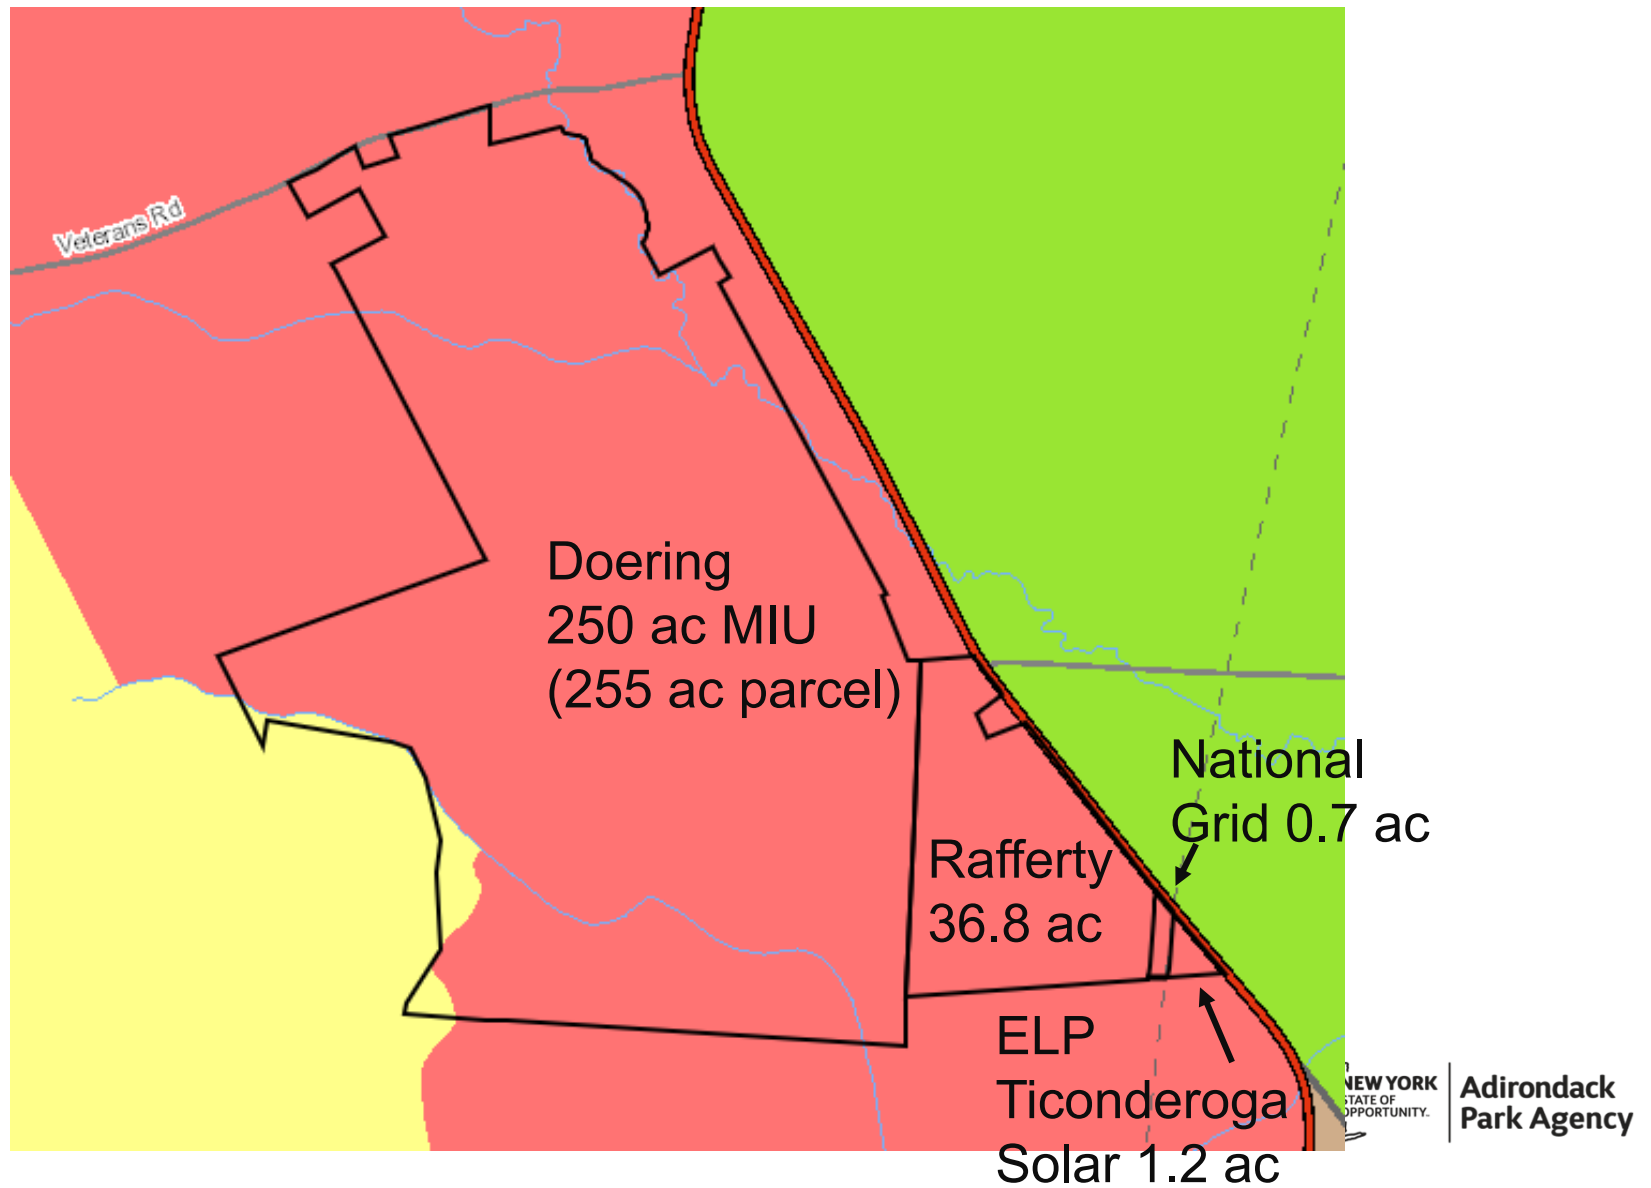 Veterans Rd
Doering
250 ac MIU
(255 ac parcel)
National
Grid 0.7 ac
Rafferty
36.8 ac
ELP
Ticonderoga
Solar 1.2 ac
NEW YORK
STATE OF
OPPORTUNITY.
Adirondack
Park Agency